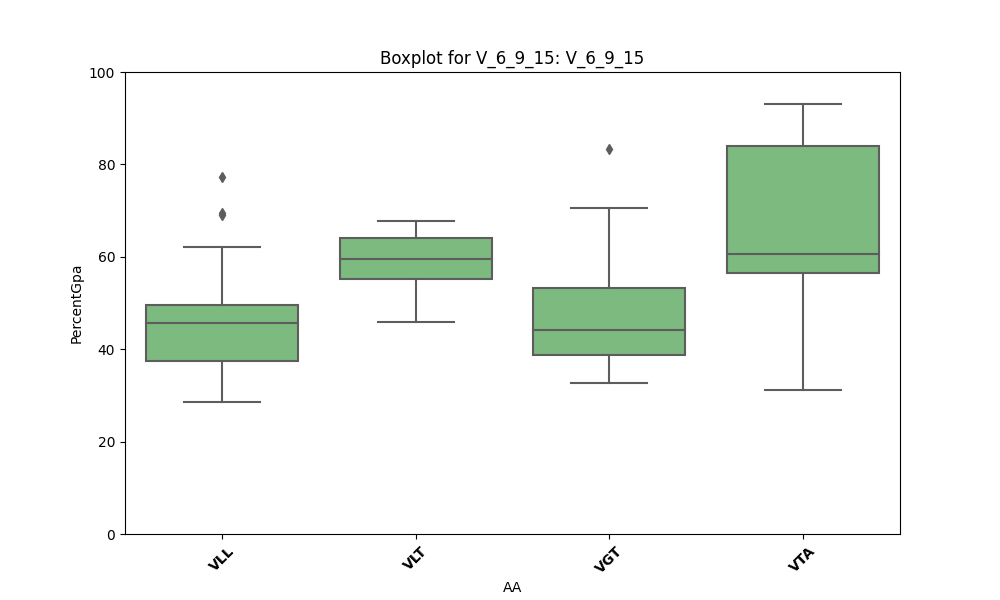 Boxplot for V_6_9_15: V_6_9_15
100
80
60
40
20
0
PercentGpa
VLL
VLT
VGT
VTA
AA